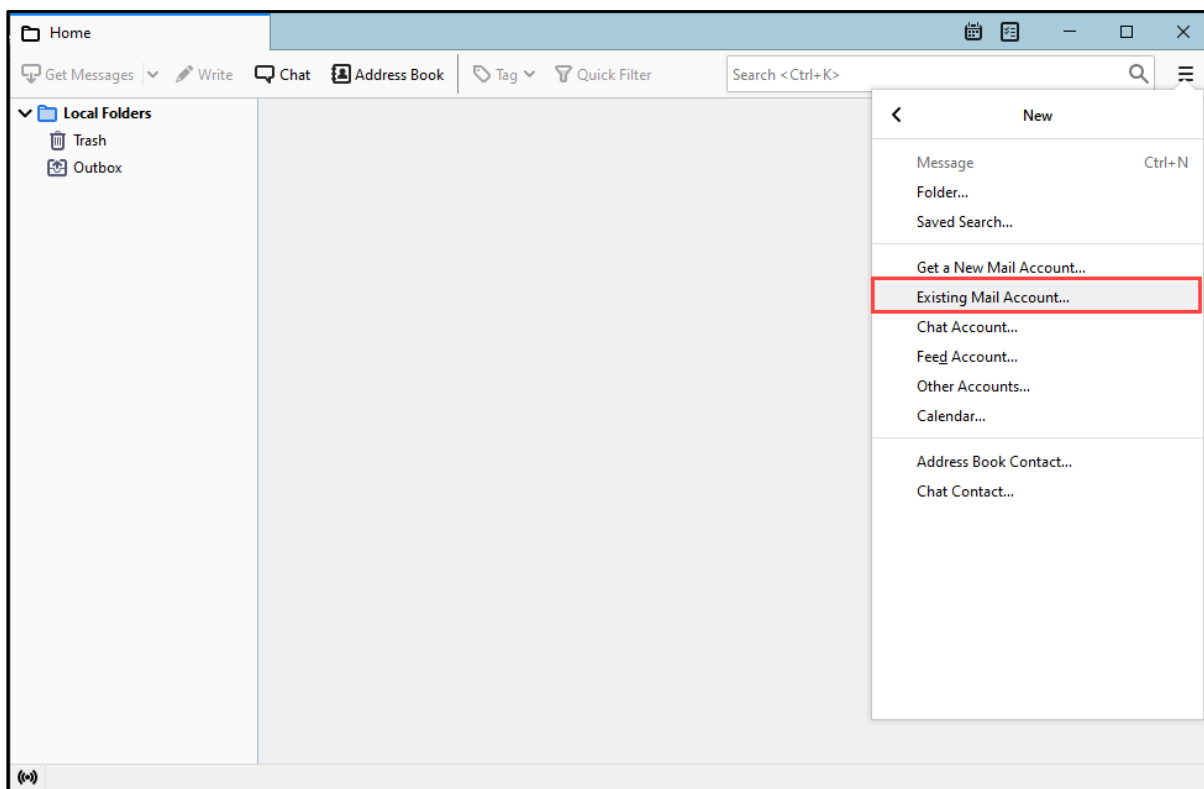 Home
Get Messages Write Chat Address Book Tag Quick Filter Search <Ctrl+K>
Local Folders
Trash
Outbox
New
Message Ctrl+N
Folder...
Saved Search...
Get a New Mail Account...
Existing Mail Account...
Chat Account...
Feed Account...
Other Accounts...
Calendar...
Address Book Contact...
Chat Contact...